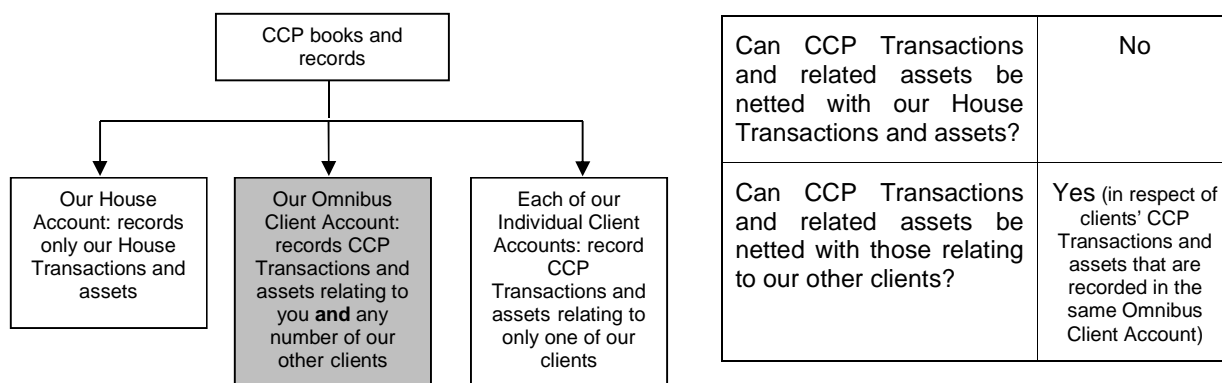 CCP books and
records
Our House
Account: records
only our House
Transactions and
assets
Our Omnibus
Client Account:
records CCP
Transactions and
assets relating to
you and any
number of our
other clients
Each of our
Individual Client
Accounts: record
CCP
Transactions and
assets relating to
only one of our
clients
Can CCP Transactions
and related assets be
netted with our House
Transactions and assets?
No
Can CCP Transactions
and related assets be
netted with those relating
to our other clients?
Yes (in respect of
clients’ CCP
Transactions and
assets that are
recorded in the
same Omnibus
Client Account)